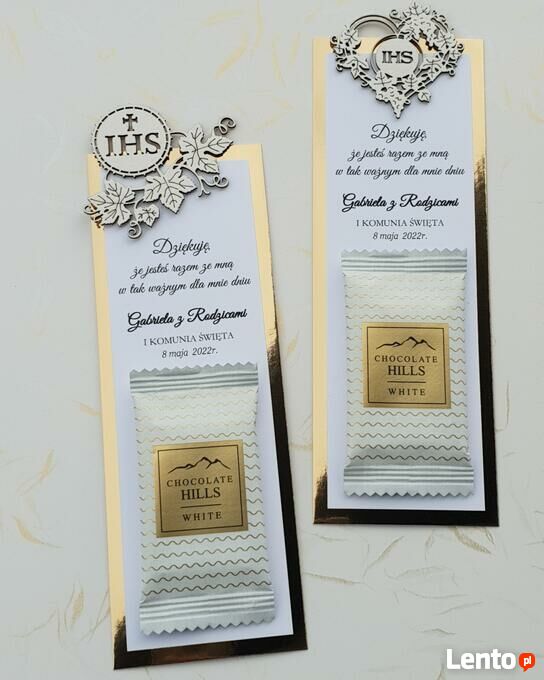 IHS
Dziękuję,
że jesteś razem ze mną
w tak ważnym dla mnie dniu
Gabriela z Rodzicami
I KOMUNIA ŚWIĘTA
8 maja 2022r.
CHOCOLATE
HILLS
WHITE
IHS
Dziękuję,
że jesteś razem ze mną
w tak ważnym dla mnie dniu
Gabriela z Rodzicami
I KOMUNIA ŚWIĘTA
8 maja 2022r.
CHOCOLATE
HILLS
WHITE
Lento pl